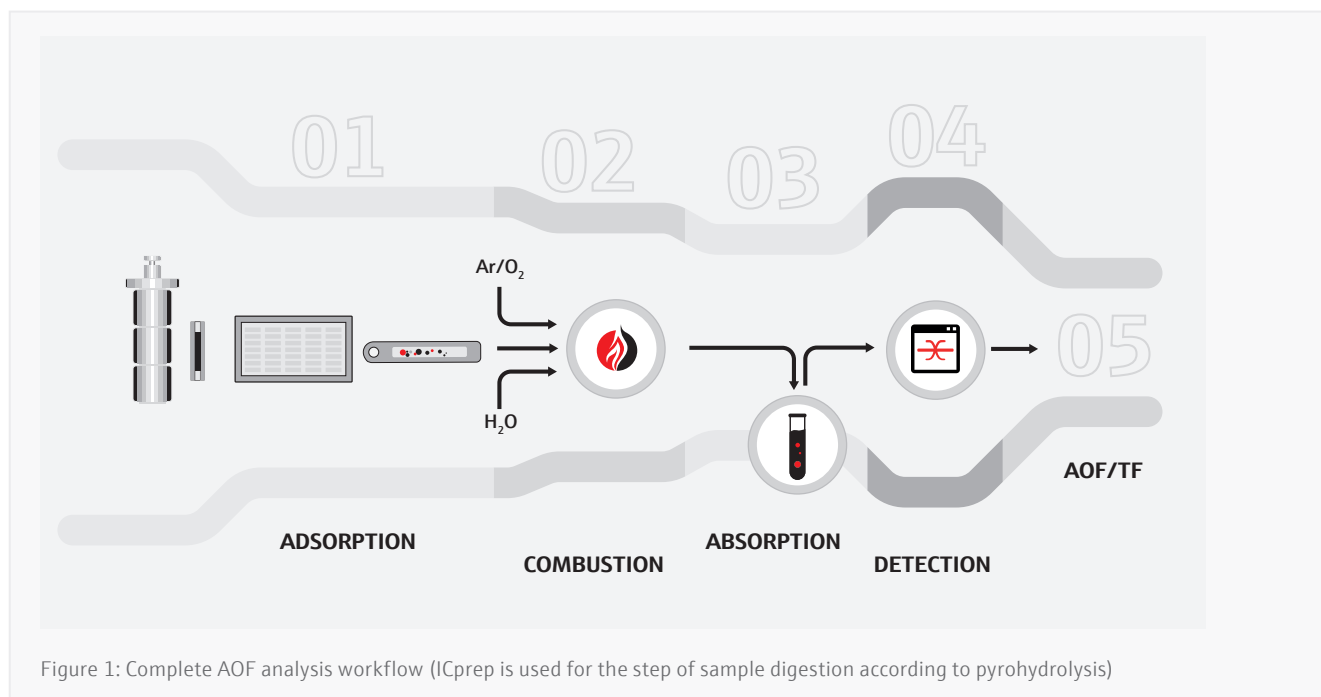 01
02
03
04
Ar/O₂
H₂O
05
AOF/TF
ADSORPTION
COMBUSTION
ABSORPTION
DETECTION
Figure 1: Complete AOF analysis workflow (ICprep is used for the step of sample digestion according to pyrohydrolysis)